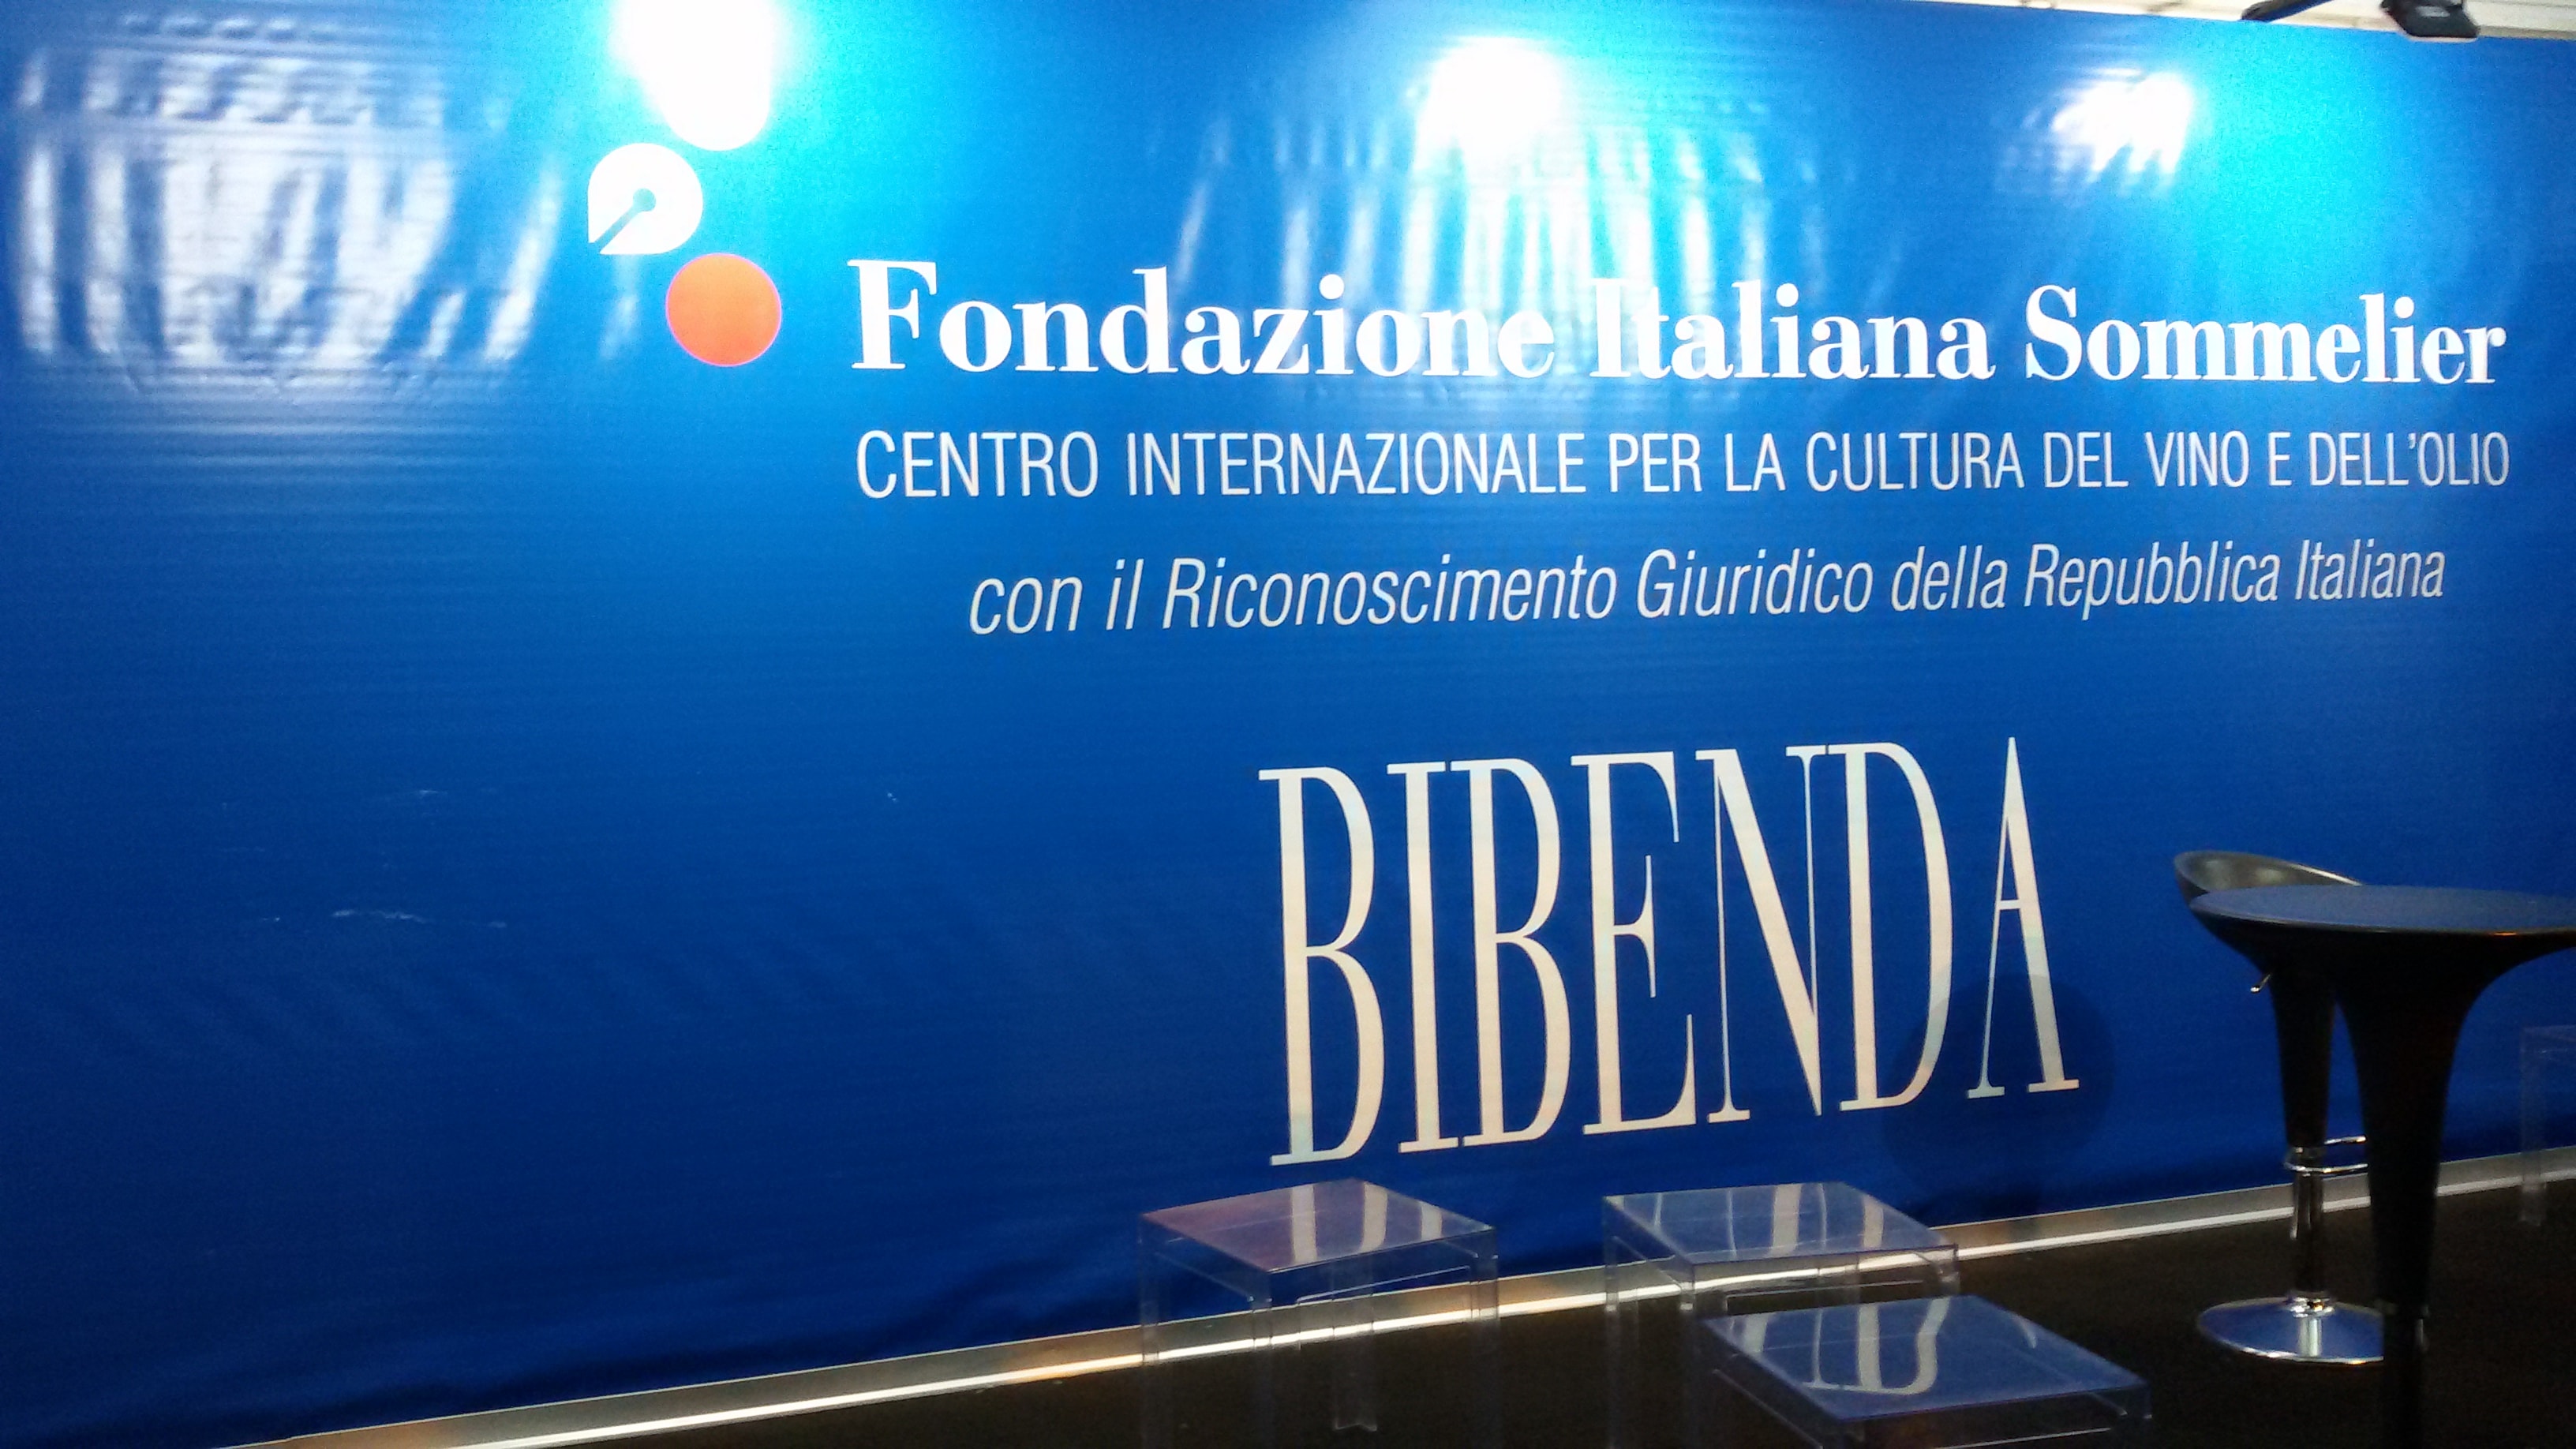 Fondazione Italiana Sommelier
CENTRO INTERNAZIONALE PER LA CULTURA DEL VINO E DELL'OLIO
con il Riconoscimento Giuridico della Repubblica Italiana
BIBENDA